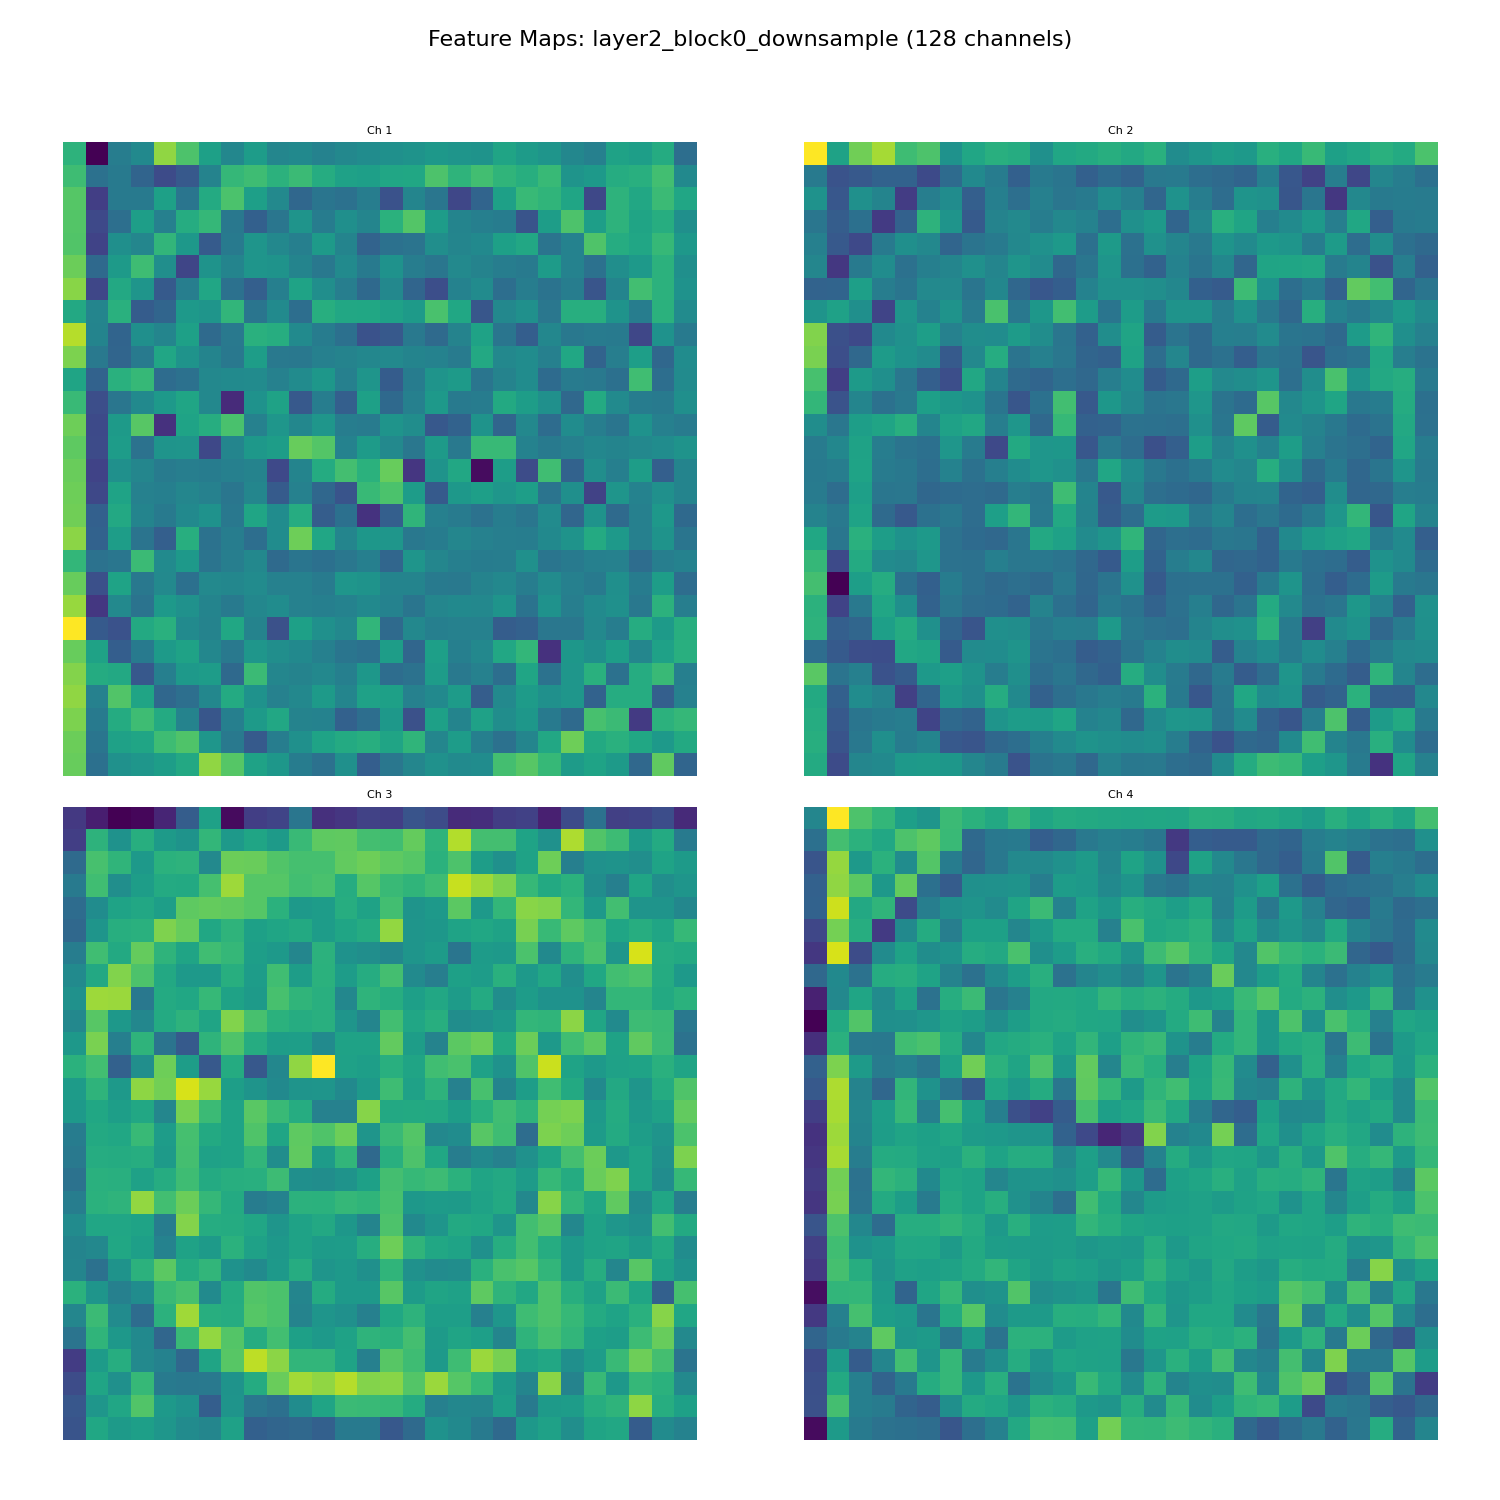 Feature Maps: layer2_block0_downsample (128 channels)
Ch 1
Ch 2
Ch 3
Ch 4